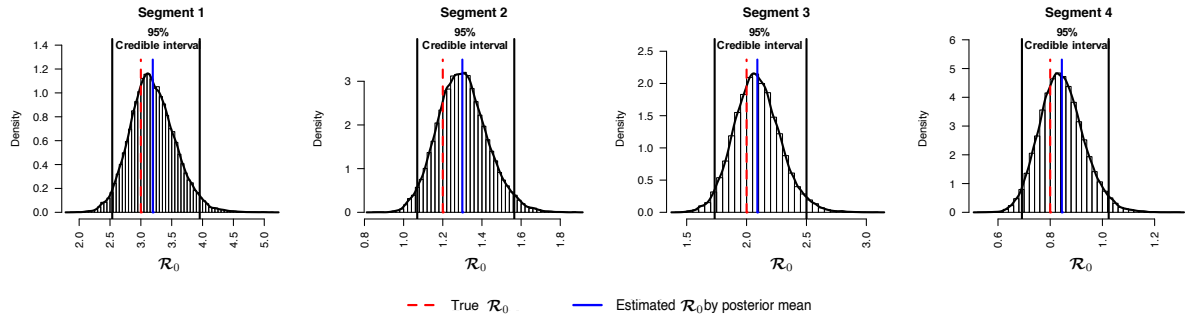 Segment 1
95%
Credible interval
Density
0.0
0.2
0.4
0.6
0.8
1.0
1.2
1.4
2.0
2.5
3.0
3.5
4.0
4.5
5.0
R0
Segment 2
95%
Credible interval
Density
0
1
2
3
0.8
1.0
1.2
1.4
1.6
1.8
R0
Segment 3
95%
Credible interval
Density
0.0
0.5
1.0
1.5
2.0
2.5
1.5
2.0
2.5
3.0
R0
Segment 4
95%
Credible interval
Density
0
1
2
3
4
5
6
0.6
0.8
1.0
1.2
R0
True R0
Estimated R0 by posterior mean